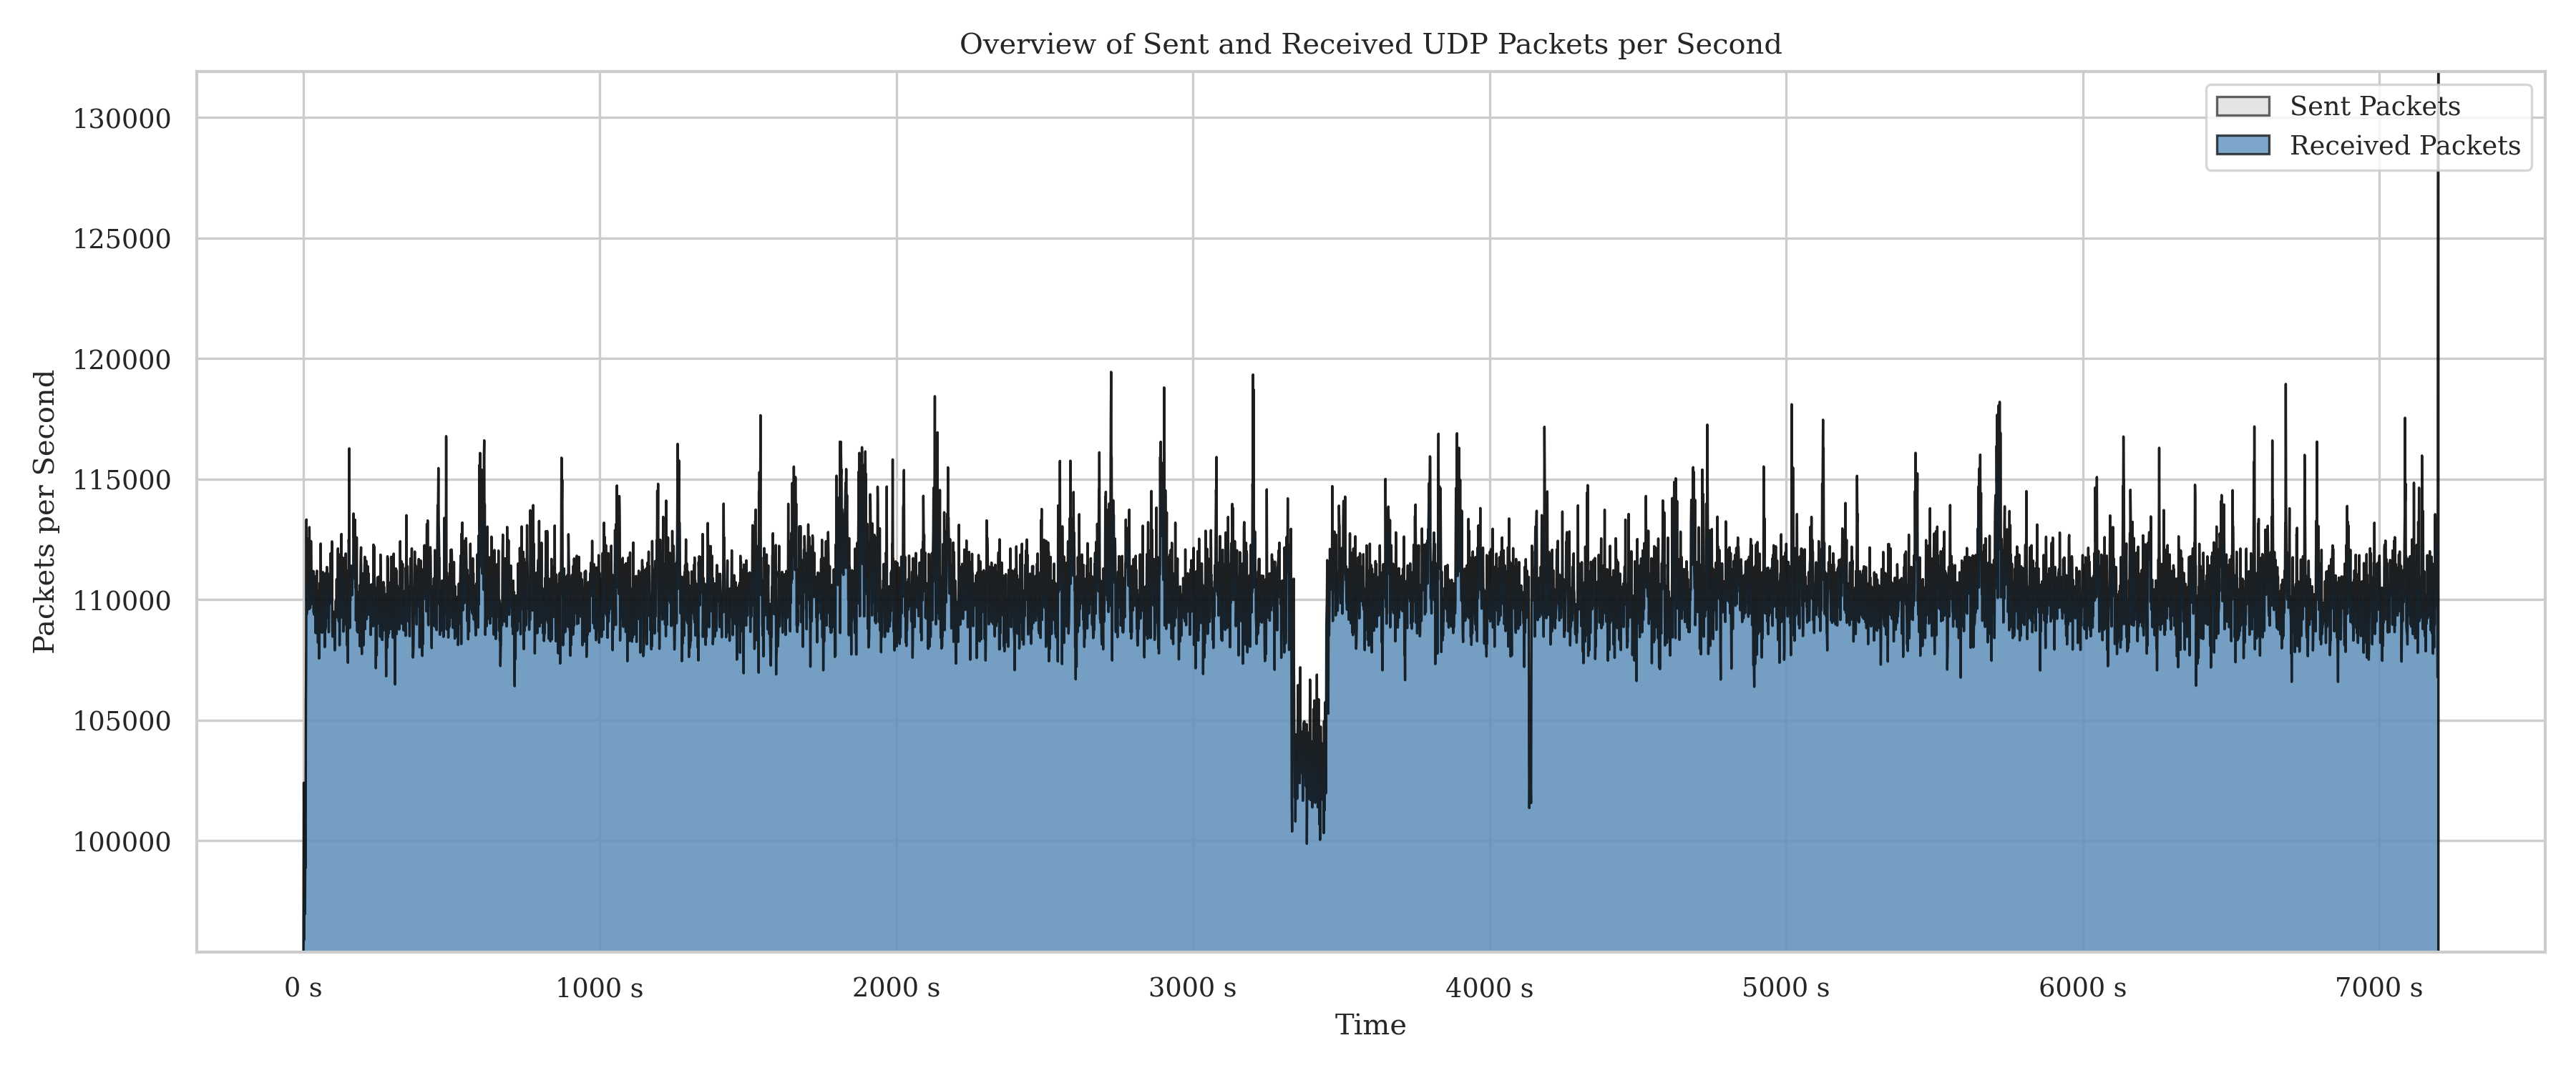 Overview of Sent and Received UDP Packets per Second
Sent Packets
Received Packets
Packets per Second
130000
125000
120000
115000
110000
105000
100000
0 s
1000 s
2000 s
3000 s
4000 s
5000 s
6000 s
7000 s
Time